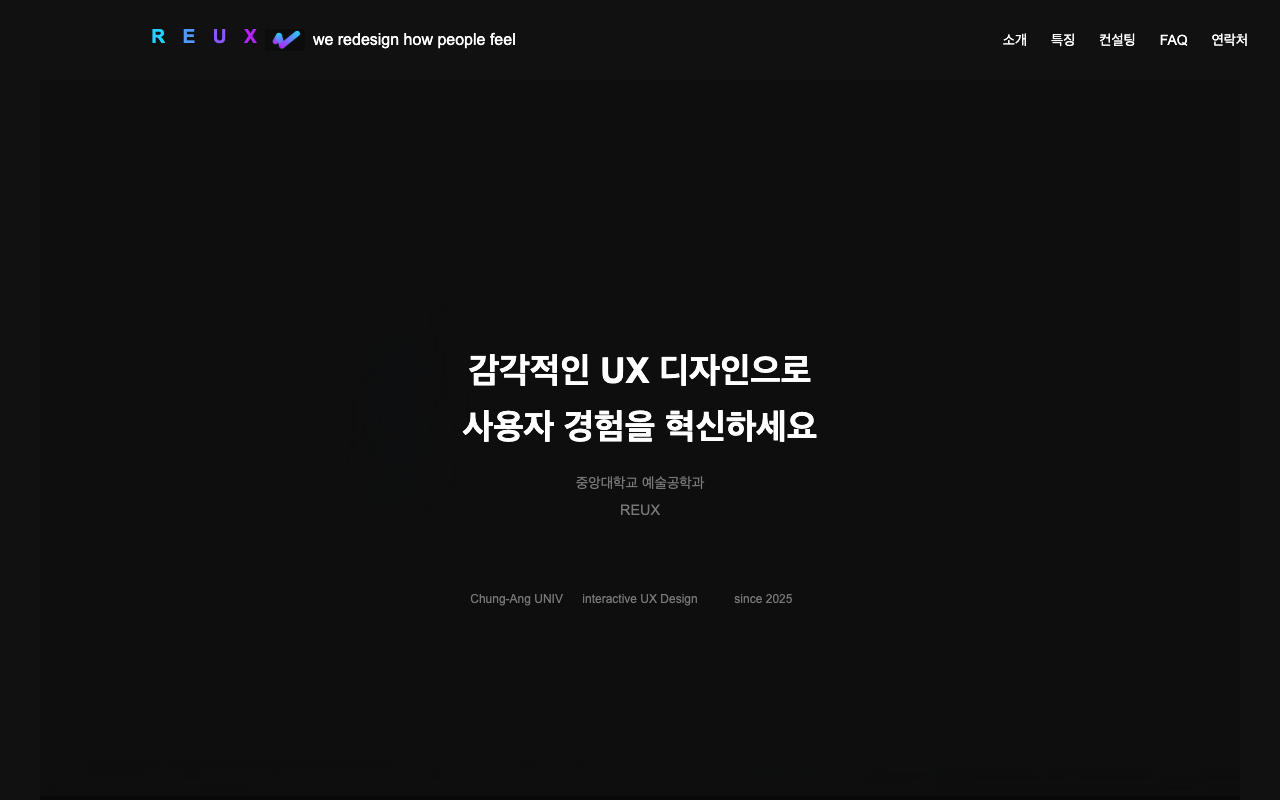 R E U X we redesign how people feel
소개 특징 컨설팅 FAQ 연락처
감각적인 UX 디자인으로
사용자 경험을 혁신하세요
중앙대학교 예술공학과
REUX
Chung-Ang UNIV interactive UX Design since 2025